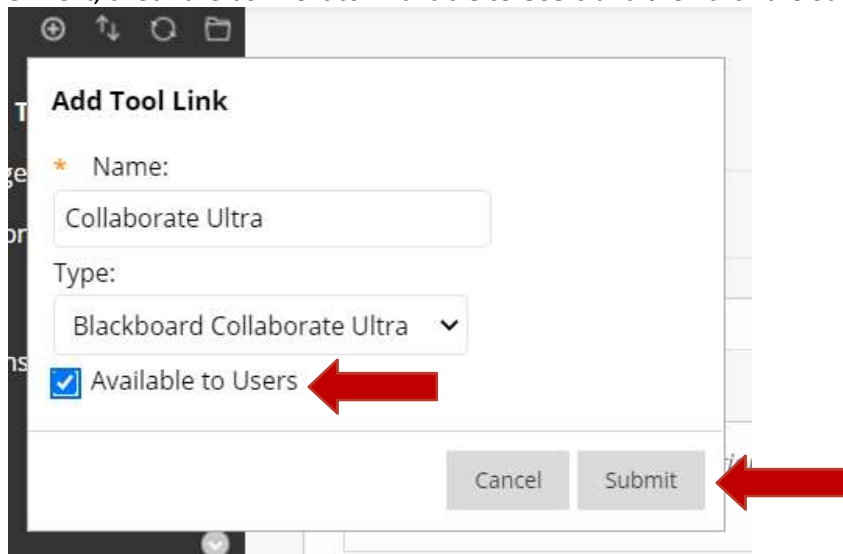 Add Tool Link
* Name:
Collaborate Ultra
Type:
Blackboard Collaborate Ultra
Available to Users
Cancel Submit